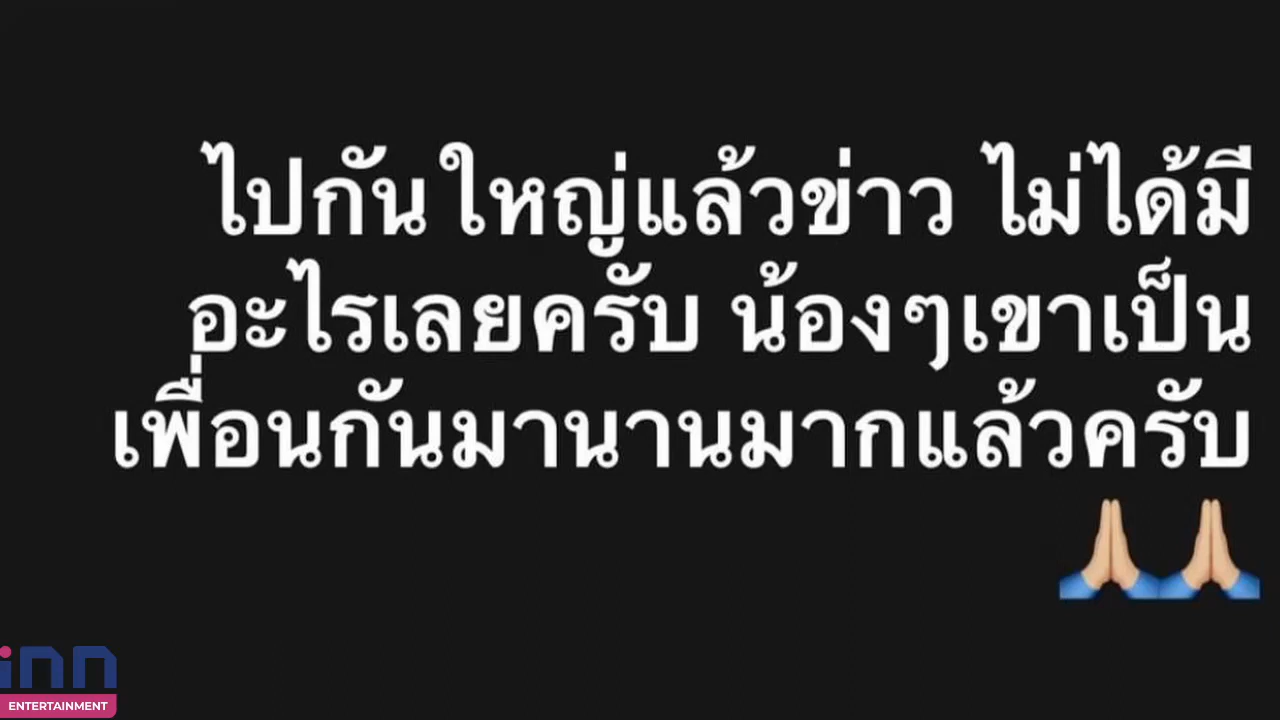 ไปกันใหญ่แล้วข่าว ไม่ได้มี
อะไรเลยครับ น้องๆเขาเป็น
เพื่อนกันมานานมากแล้วครับ
🙏🏼🙏🏼
inn
ENTERTAINMENT